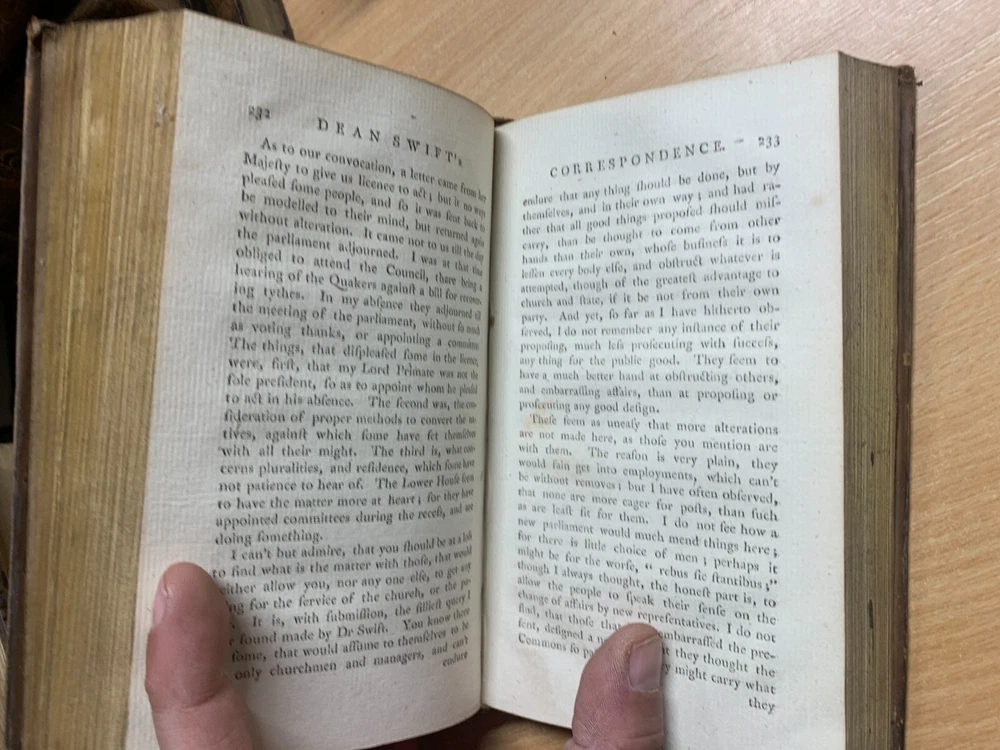 232 DEAN SWIFT's
As to our convocation, a letter came from her
Majeſty to give us licence to act; but it no ways
pleaſed ſome people, and ſo it was ſent back to
be modelled to their mind, but returned again
without alteration. It came not to us till the day
the parliament adjourned. I was at that time
obliged to attend the Council, there being a
hearing of the Quakers againſt a bill for recover-
ing tythes. In my abſence they adjourned till
the meeting of the parliament, without ſo much
as voting thanks, or appointing a committee.
The things, that diſpleaſed ſome in the licence,
were, firſt, that my Lord Primate was not the
ſole preſident, ſo as to appoint whom he pleaſed
to act in his abſence. The ſecond was, the con-
ſideration of proper methods to convert the na-
tives, againſt which ſome have ſet themſelves
with all their might. The third is, what con-
cerns pluralities, and reſidence, which ſome have
not patience to hear of. The Lower Houſe ſeem
to have the matter more at heart; for they have
appointed committees during the receſs, and are
doing ſomething.
I can't but admire, that you ſhould be at a loſs
to find what is the matter with thoſe, that would
neither allow you, nor any one elſe, to get any
for the ſervice of the church, or the
It is, with ſubmiſſion, the ſillieſt query I
found made by Dr Swift. You know there
ſome, that would aſſume to themſelves to be
only churchmen and managers, and can't
endure
CORRESPONDENCE. 233
endure that any thing ſhould be done, but by
themſelves, and in their own way; and had ra-
ther that all good things propoſed ſhould miſ-
carry, than be thought to come from other
hands than their own, whoſe buſineſs it is to
leſſen every body elſe, and obſtruct whatever is
attempted, though of the greateſt advantage to
church and ſtate, if it be not from their own
party. And yet, ſo far as I have hitherto ob-
ſerved, I do not remember any inſtance of their
propoſing, much leſs proſecuting with ſucceſs,
any thing for the public good. They ſeem to
have a much better hand at obſtructing others,
and embarraſſing affairs, than at propoſing or
proſecuting any good deſign.
Theſe ſeem as uneaſy that more alterations
are not made here, as thoſe you mention are
with them. The reaſon is very plain, they
would fain get into employments, which can't
be without removes; but I have often obſerved,
that none are more eager for poſts, than ſuch
as are leaſt fit for them. I do not ſee how a
new parliament would much mend things here;
for there is little choice of men; perhaps it
might be for the worſe, “ rebus ſic ſtantibus;”
though I always thought, the honeſt part is, to
allow the people to ſpeak their ſenſe on the
change of affairs by new repreſentatives. I do not
find, that thoſe embarraſſed the pre-
ſent, deſigned a they thought the
Commons ſo might carry what
they